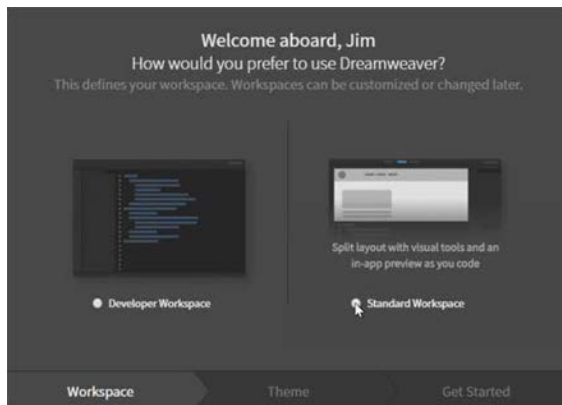 Welcome aboard, Jim
How would you prefer to use Dreamweaver?
This defines your workspace. Workspaces can be customized or changed later.
Split layout with visual tools and an
in-app preview as you code
Developer Workspace
Standard Workspace
Workspace
Theme
Get Started